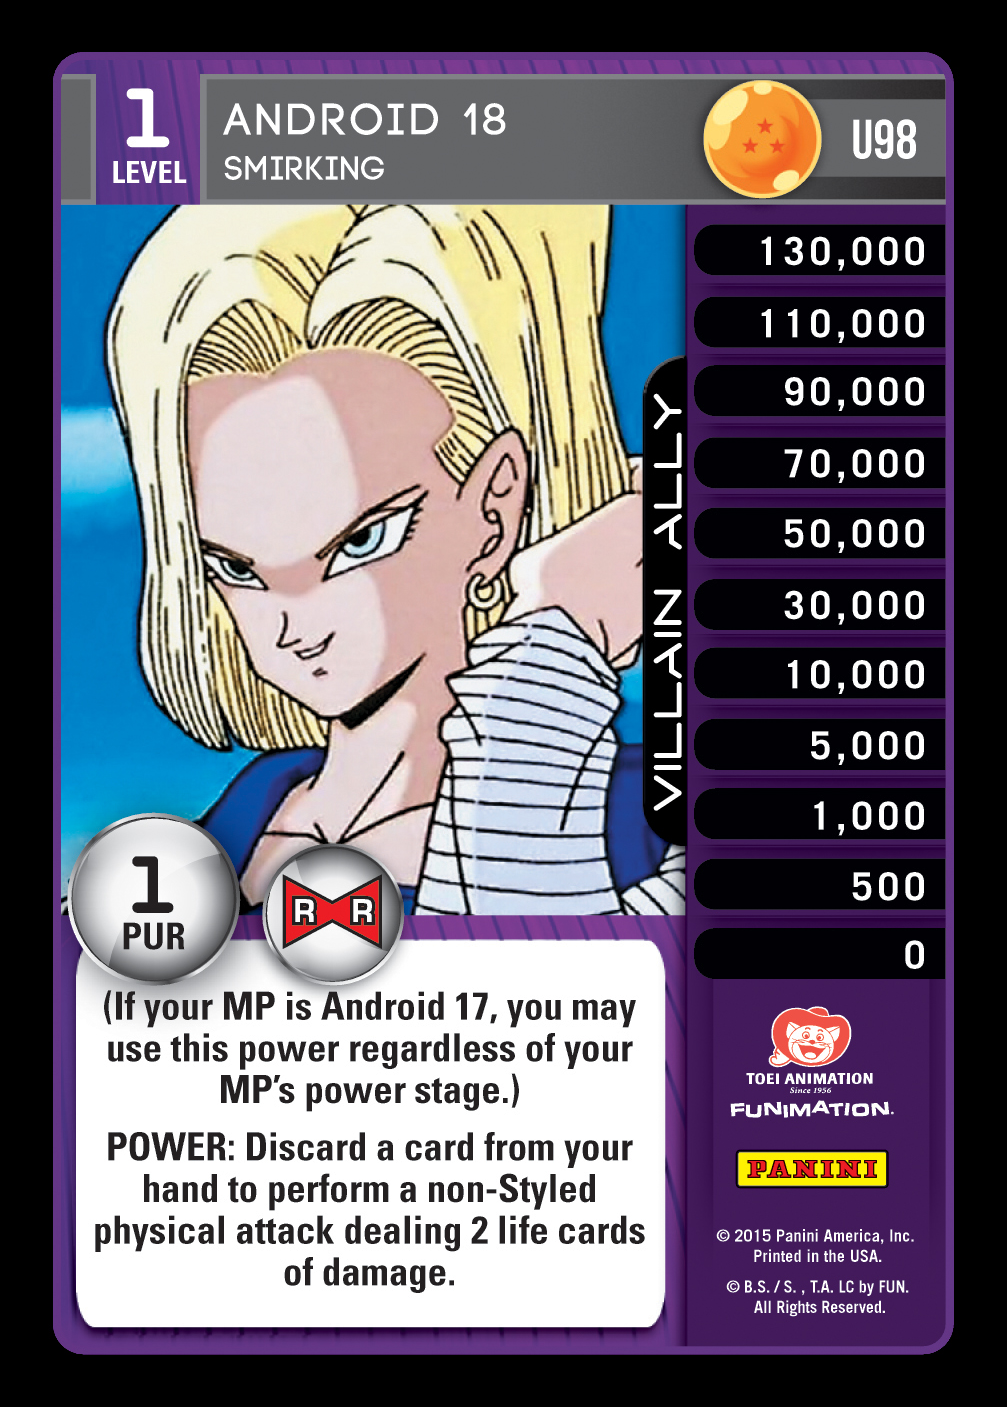 1
LEVEL
ANDROID 18
SMIRKING
U98
130,000
110,000
90,000
70,000
50,000
30,000
10,000
5,000
1,000
500
0
VILLAIN ALLY
1
PUR
R R
(If your MP is Android 17, you may
use this power regardless of your
MP’s power stage.)
POWER: Discard a card from your
hand to perform a non-Styled
physical attack dealing 2 life cards
of damage.
TOEI ANIMATION
Since 1956
FUNIMATION.
PANINI
© 2015 Panini America, Inc.
Printed in the USA.
© B.S. / S. , T.A. LC by FUN.
All Rights Reserved.